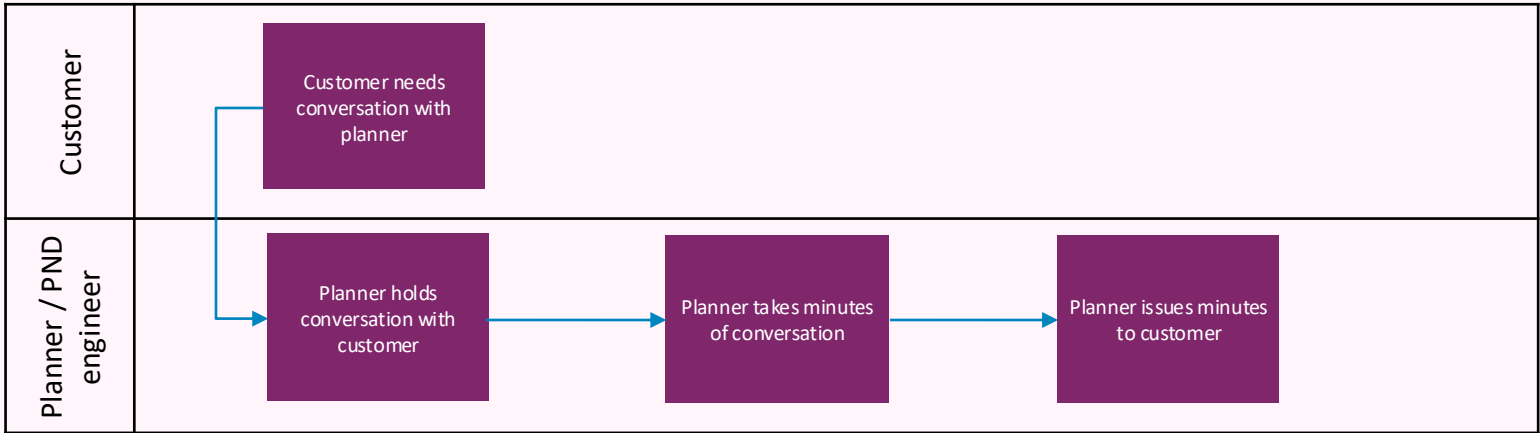 Customer
Customer needs
conversation with
planner
Planner / PND
engineer
Planner holds
conversation with
customer
Planner takes minutes
of conversation
Planner issues minutes
to customer